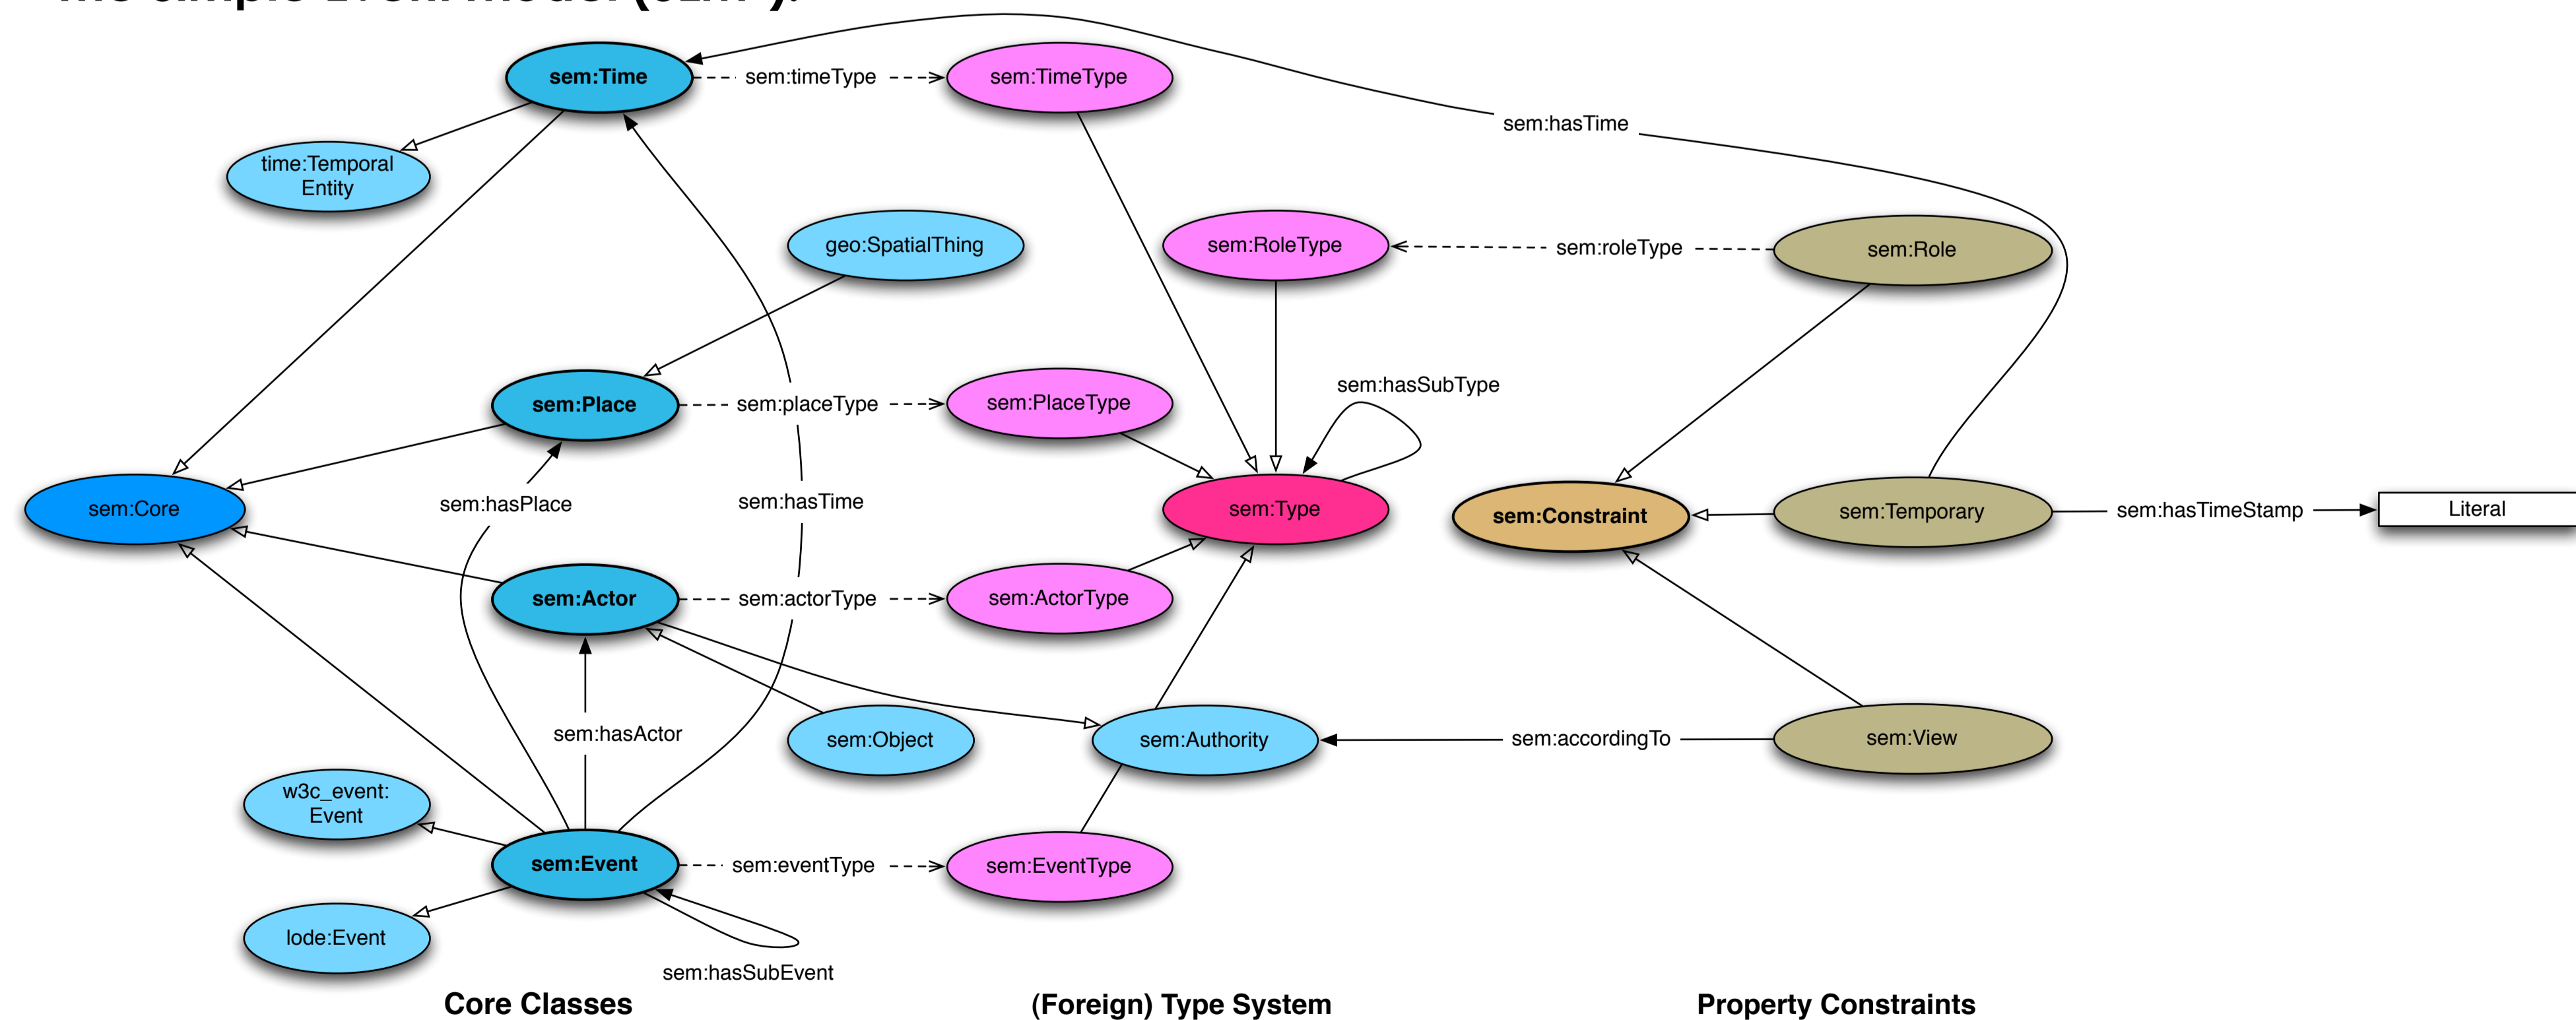 sem:Time
sem:timeType
sem:TimeType
sem:hasTime
time:Temporal
Entity
geo:SpatialThing
sem:RoleType
sem:roleType
sem:Role
sem:hasSubType
sem:Place
sem:placeType
sem:PlaceType
sem:Core
sem:hasPlace
sem:hasTime
sem:Type
sem:Constraint
sem:Temporary
sem:hasTimeStamp
Literal
sem:Actor
sem:actorType
sem:ActorType
sem:hasActor
sem:Object
sem:Authority
sem:accordingTo
sem:View
w3c_event:
Event
sem:Event
sem:eventType
sem:EventType
lode:Event
sem:hasSubEvent
Core Classes
(Foreign) Type System
Property Constraints